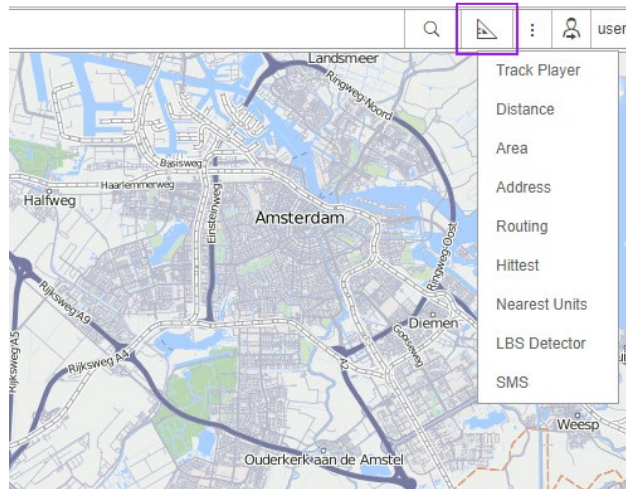 user
Track Player
Distance
Area
Address
Routing
Hittest
Nearest Units
LBS Detector
SMS
Landsmeer
Ringweg-Noord
Basisweg
Haarlemmerweg
Halfweg
Einsteinweg
Amsterdam
Ringweg-Oost
Rijksweg A9
Diemen
Gooiseweg
Rijksweg A5
Rijksweg A4
A2
Weesp
Ouderkerk aan de Amstel